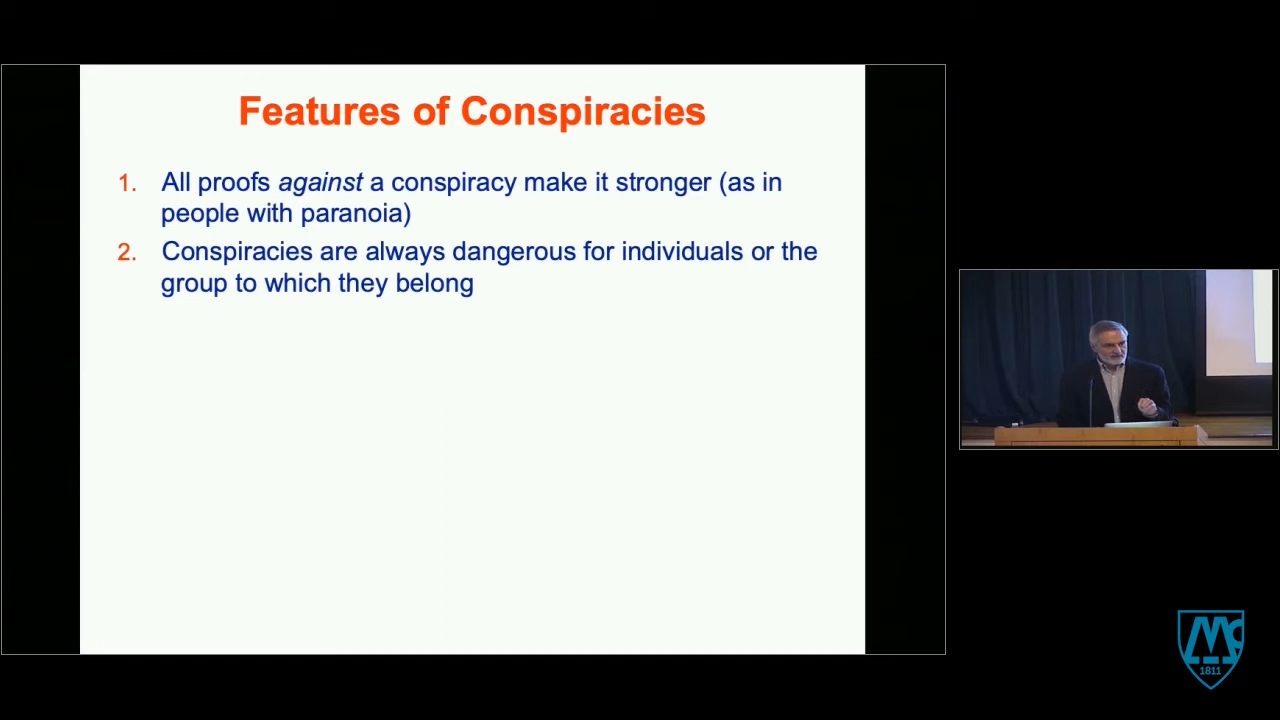 Features of Conspiracies
1. All proofs against a conspiracy make it stronger (as in
people with paranoia)
2. Conspiracies are always dangerous for individuals or the
group to which they belong
1811